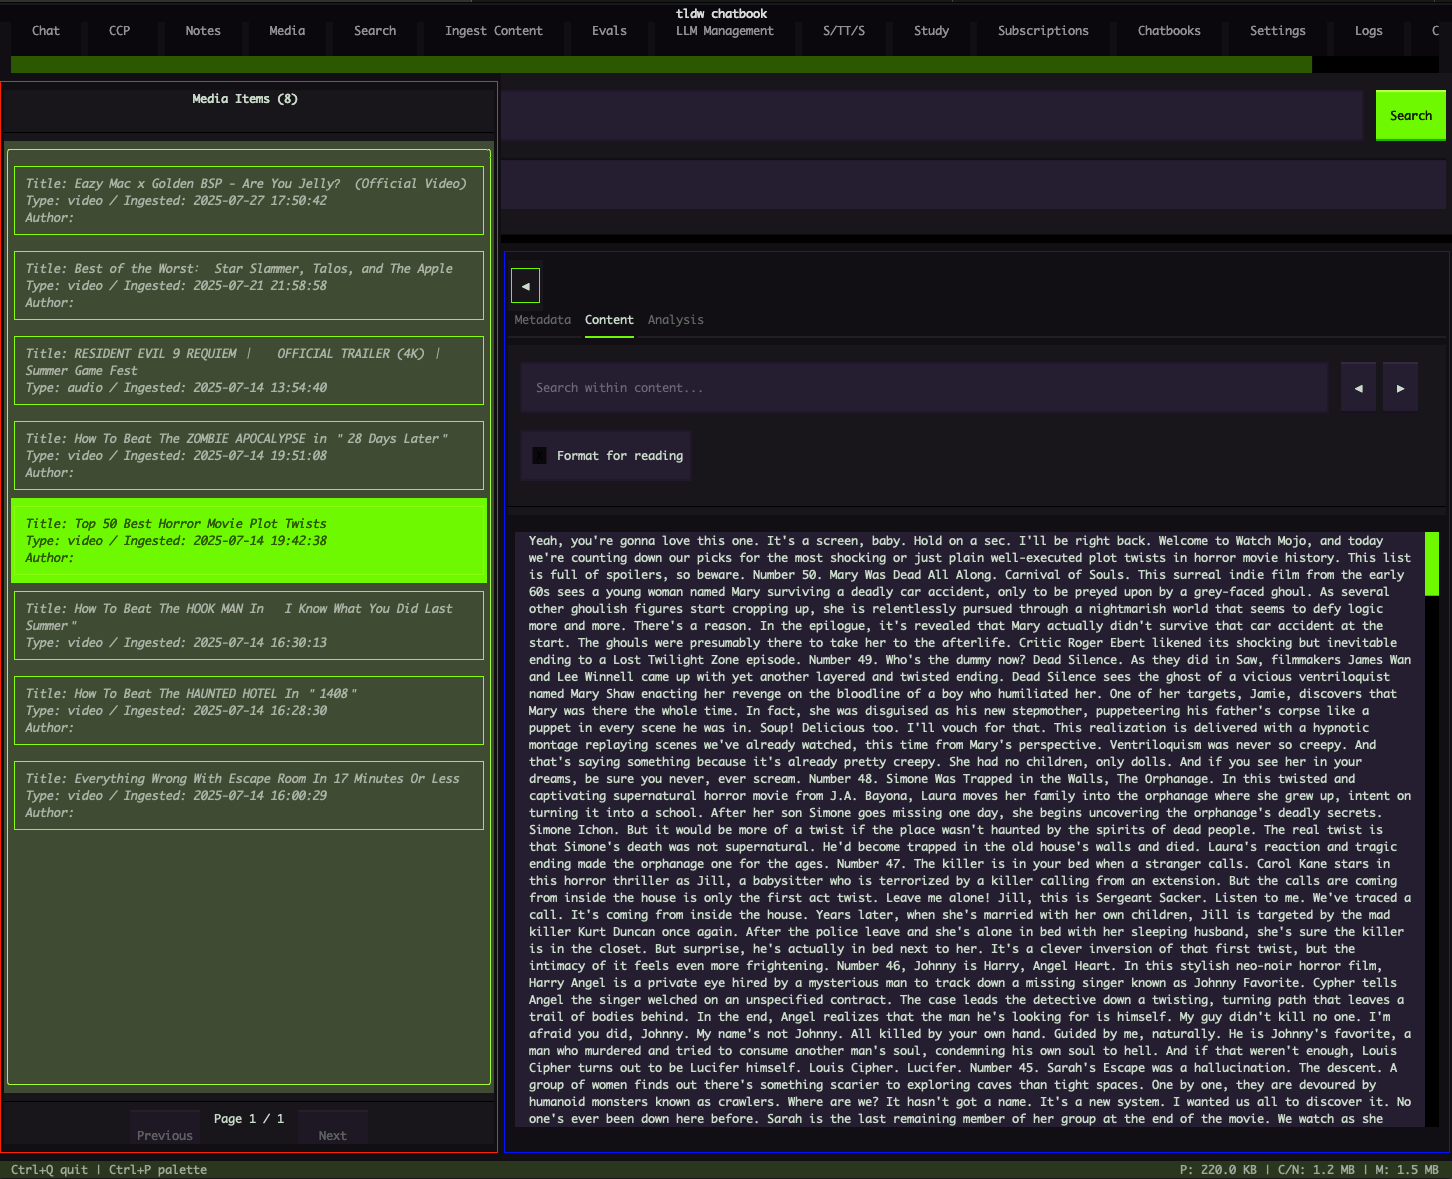 tldw chatbook
Chat CCP Notes Media Search Ingest Content Evals LLM Management S/TT/S Study Subscriptions Chatbooks Settings Logs C
Media Items (8)
Title: Eazy Mac x Golden BSP - Are You Jelly?  (Official Video)
Type: video / Ingested: 2025-07-27 17:50:42
Author:
Title: Best of the Worst:  Star Slammer, Talos, and The Apple
Type: video / Ingested: 2025-07-21 21:58:58
Author:
Title: RESIDENT EVIL 9 REQUIEM |   OFFICIAL TRAILER (4K) |
Summer Game Fest
Type: audio / Ingested: 2025-07-14 13:54:40
Title: How To Beat The ZOMBIE APOCALYPSE in "28 Days Later"
Type: video / Ingested: 2025-07-14 19:51:08
Author:
Title: Top 50 Best Horror Movie Plot Twists
Type: video / Ingested: 2025-07-14 19:42:38
Author:
Title: How To Beat The HOOK MAN In   I Know What You Did Last
Summer"
Type: video / Ingested: 2025-07-14 16:30:13
Title: How To Beat The HAUNTED HOTEL In "1408"
Type: video / Ingested: 2025-07-14 16:28:30
Author:
Title: Everything Wrong With Escape Room In 17 Minutes Or Less
Type: video / Ingested: 2025-07-14 16:00:29
Author:
Previous Page 1 / 1 Next
Search
◀
Metadata Content Analysis
Search within content... ◀ ▶
Format for reading
Yeah, you're gonna love this one. It's a screen, baby. Hold on a sec. I'll be right back. Welcome to Watch Mojo, and today
we're counting down our picks for the most shocking or just plain well-executed plot twists in horror movie history. This list
is full of spoilers, so beware. Number 50. Mary Was Dead All Along. Carnival of Souls. This surreal indie film from the early
60s sees a young woman named Mary surviving a deadly car accident, only to be preyed upon by a grey-faced ghoul. As several
other ghoulish figures start cropping up, she is relentlessly pursued through a nightmarish world that seems to defy logic
more and more. There's a reason. In the epilogue, it's revealed that Mary actually didn't survive that car accident at the
start. The ghouls were presumably there to take her to the afterlife. Critic Roger Ebert likened its shocking but inevitable
ending to a Lost Twilight Zone episode. Number 49. Who's the dummy now? Dead Silence. As they did in Saw, filmmakers James Wan
and Lee Winnell came up with yet another layered and twisted ending. Dead Silence sees the ghost of a vicious ventriloquist
named Mary Shaw enacting her revenge on the bloodline of a boy who humiliated her. One of her targets, Jamie, discovers that
Mary was there the whole time. In fact, she was disguised as his new stepmother, puppeteering his father's corpse like a
puppet in every scene he was in. Soup! Delicious too. I'll vouch for that. This realization is delivered with a hypnotic
montage replaying scenes we've already watched, this time from Mary's perspective. Ventriloquism was never so creepy. And
that's saying something because it's already pretty creepy. She had no children, only dolls. And if you see her in your
dreams, be sure you never, ever scream. Number 48. Simone Was Trapped in the Walls, The Orphanage. In this twisted and
captivating supernatural horror movie from J.A. Bayona, Laura moves her family into the orphanage where she grew up, intent on
turning it into a school. After her son Simone goes missing one day, she begins uncovering the orphanage's deadly secrets.
Simone Ichon. But it would be more of a twist if the place wasn't haunted by the spirits of dead people. The real twist is
that Simone's death was not supernatural. He'd become trapped in the old house's walls and died. Laura's reaction and tragic
ending made the orphanage one for the ages. Number 47. The killer is in your bed when a stranger calls. Carol Kane stars in
this horror thriller as Jill, a babysitter who is terrorized by a killer calling from an extension. But the calls are coming
from inside the house is only the first act twist. Leave me alone! Jill, this is Sergeant Sacker. Listen to me. We've traced a
call. It's coming from inside the house. Years later, when she's married with her own children, Jill is targeted by the mad
killer Kurt Duncan once again. After the police leave and she's alone in bed with her sleeping husband, she's sure the killer
is in the closet. But surprise, he's actually in bed next to her. It's a clever inversion of that first twist, but the
intimacy of it feels even more frightening. Number 46, Johnny is Harry, Angel Heart. In this stylish neo-noir horror film,
Harry Angel is a private eye hired by a mysterious man to track down a missing singer known as Johnny Favorite. Cypher tells
Angel the singer welched on an unspecified contract. The case leads the detective down a twisting, turning path that leaves a
trail of bodies behind. In the end, Angel realizes that the man he's looking for is himself. My guy didn't kill no one. I'm
afraid you did, Johnny. My name's not Johnny. All killed by your own hand. Guided by me, naturally. He is Johnny's favorite, a
man who murdered and tried to consume another man's soul, condemning his own soul to hell. And if that weren't enough, Louis
Cipher turns out to be Lucifer himself. Louis Cipher. Lucifer. Number 45. Sarah's Escape was a hallucination. The descent. A
group of women finds out there's something scarier to exploring caves than tight spaces. One by one, they are devoured by
humanoid monsters known as crawlers. Where are we? It hasn't got a name. It's a new system. I wanted us all to discover it. No
one's ever been down here before. Sarah is the last remaining member of her group at the end of the movie. We watch as she
Ctrl+Q quit | Ctrl+P palette
P: 220.0 KB | C/N: 1.2 MB | M: 1.5 MB